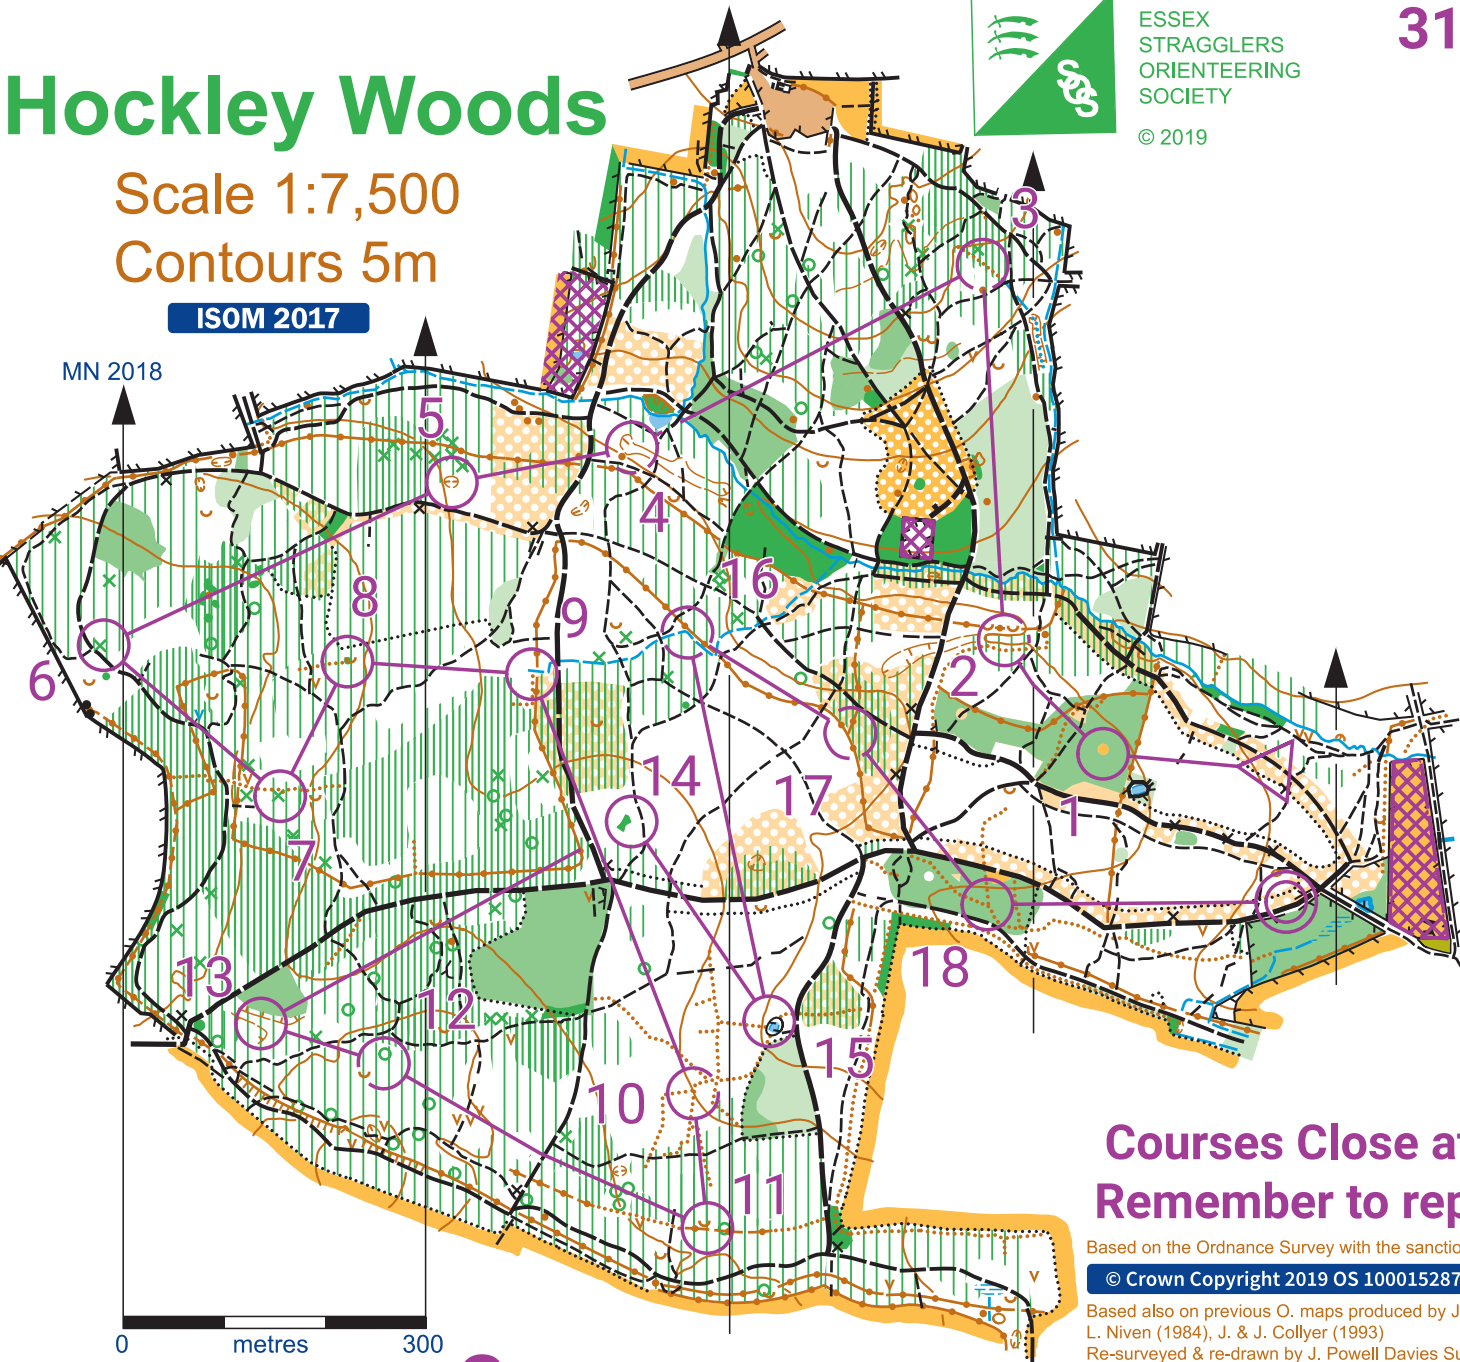 ESSEX
STRAGGLERS
ORIENTEERING
SOCIETY
© 2019
SOS
31
Hockley Woods
Scale 1:7,500
Contours 5m
ISOM 2017
MN 2018
3
5
4
16
8
9
6
2
14
17
1
7
18
13
12
15
10
11
Courses Close a
Remember to rep
Based on the Ordnance Survey with the sanctio
© Crown Copyright 2019 OS 100015287
Based also on previous O. maps produced by J
L. Niven (1984), J. & J. Collyer (1993)
Re-surveyed & re-drawn by J. Powell Davies Su
0 metres 300